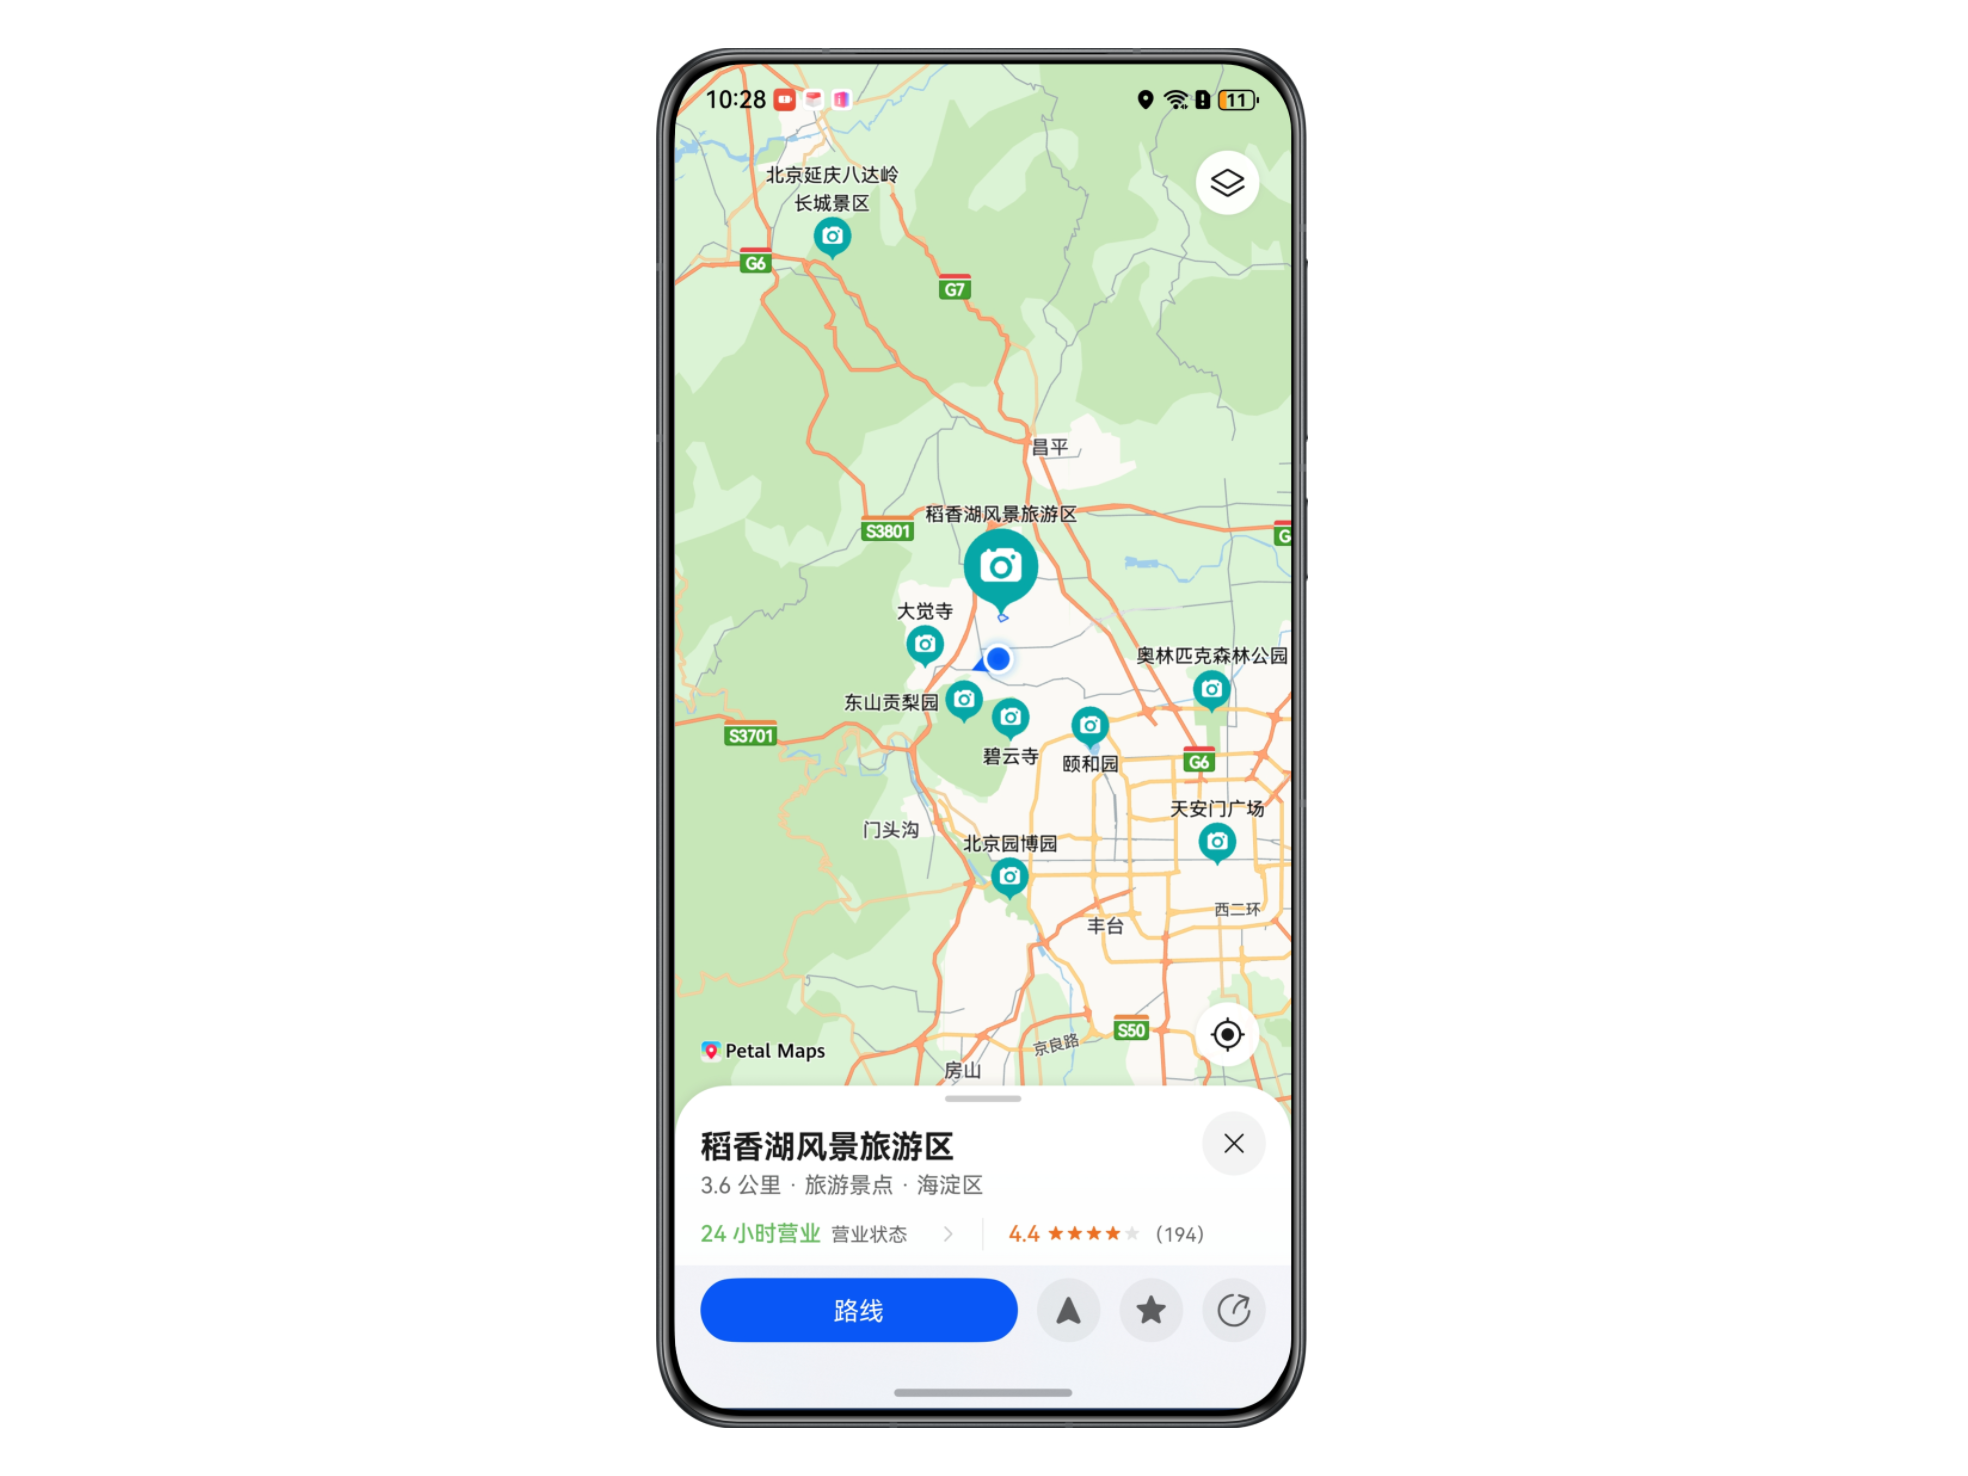 10:28
11
北京延庆八达岭
长城景区
G6
G7
昌平
稻香湖风景旅游区
S3801
G
大觉寺
奥林匹克森林公园
东山贡梨园
S3701
碧云寺
颐和园
G6
天安门广场
门头沟
北京园博园
西二环
丰台
S50
京良路
Petal Maps
房山
稻香湖风景旅游区
3.6 公里 · 旅游景点 · 海淀区
24 小时营业 营业状态 4.4 (194)
路线